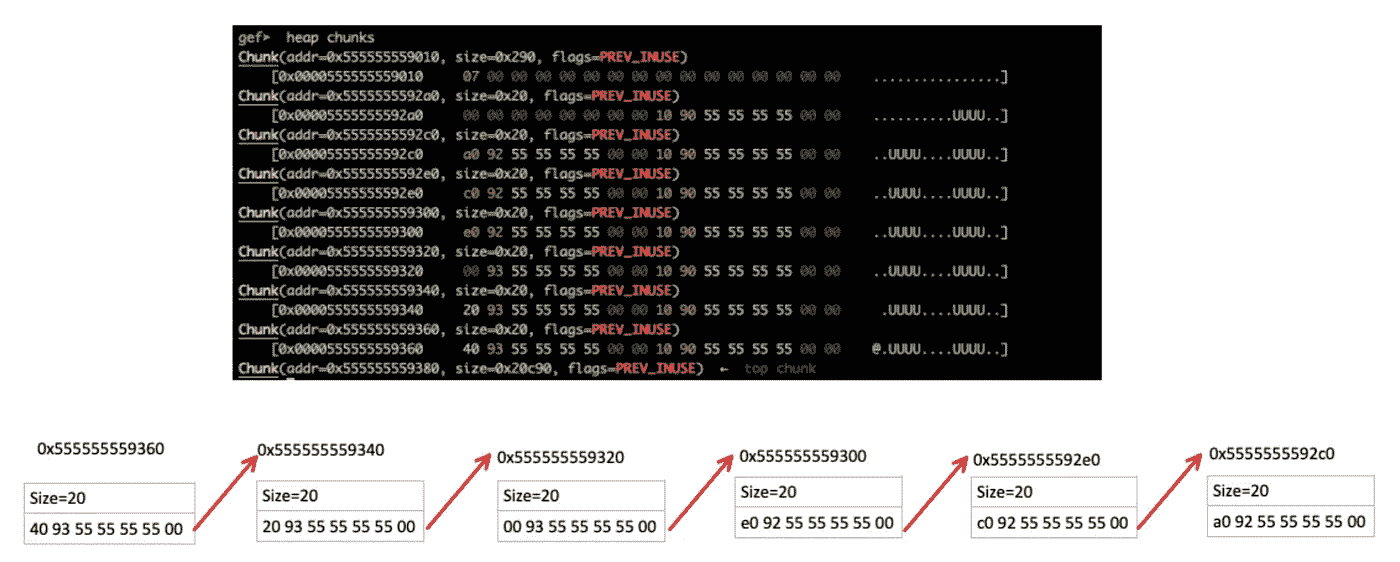 gef➤ heap chunks
Chunk(addr=0x555555559010, size=0x290, flags=PREV_INUSE)
[0x0000555555559010 07 00 00 00 00 00 00 00 00 00 00 00 00 00 00 00 ................]
Chunk(addr=0x5555555592a0, size=0x20, flags=PREV_INUSE)
[0x00005555555592a0 00 00 00 00 00 00 00 00 10 90 55 55 55 55 00 00 ..........UUUU..]
Chunk(addr=0x5555555592c0, size=0x20, flags=PREV_INUSE)
[0x00005555555592c0 a0 92 55 55 55 55 00 00 10 90 55 55 55 55 00 00 ..UUUU....UUUU..]
Chunk(addr=0x5555555592e0, size=0x20, flags=PREV_INUSE)
[0x00005555555592e0 c0 92 55 55 55 55 00 00 10 90 55 55 55 55 00 00 ..UUUU....UUUU..]
Chunk(addr=0x555555559300, size=0x20, flags=PREV_INUSE)
[0x0000555555559300 e0 92 55 55 55 55 00 00 10 90 55 55 55 55 00 00 ..UUUU....UUUU..]
Chunk(addr=0x555555559320, size=0x20, flags=PREV_INUSE)
[0x0000555555559320 00 93 55 55 55 55 00 00 10 90 55 55 55 55 00 00 ..UUUU....UUUU..]
Chunk(addr=0x555555559340, size=0x20, flags=PREV_INUSE)
[0x0000555555559340 20 93 55 55 55 55 00 00 10 90 55 55 55 55 00 00 .UUUU....UUUU..]
Chunk(addr=0x555555559360, size=0x20, flags=PREV_INUSE)
[0x0000555555559360 40 93 55 55 55 55 00 00 10 90 55 55 55 55 00 00 @.UUUU....UUUU..]
Chunk(addr=0x555555559380, size=0x20c90, flags=PREV_INUSE) ← top chunk
0x555555559360 0x555555559340 0x555555559320 0x555555559300 0x5555555592e0 0x5555555592c0
Size=20 Size=20 Size=20 Size=20 Size=20 Size=20
40 93 55 55 55 55 00 20 93 55 55 55 55 00 00 93 55 55 55 55 00 e0 92 55 55 55 55 00 c0 92 55 55 55 55 00 a0 92 55 55 55 55 00